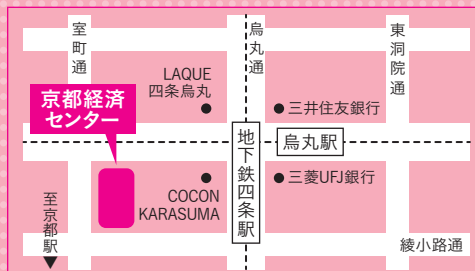 室町通
烏丸通
東洞院通
LAQUE
四条烏丸
三井住友銀行
京都経済
センター
地下鉄四条駅
烏丸駅
三菱UFJ銀行
COCON
KARASUMA
至京都駅
綾小路通